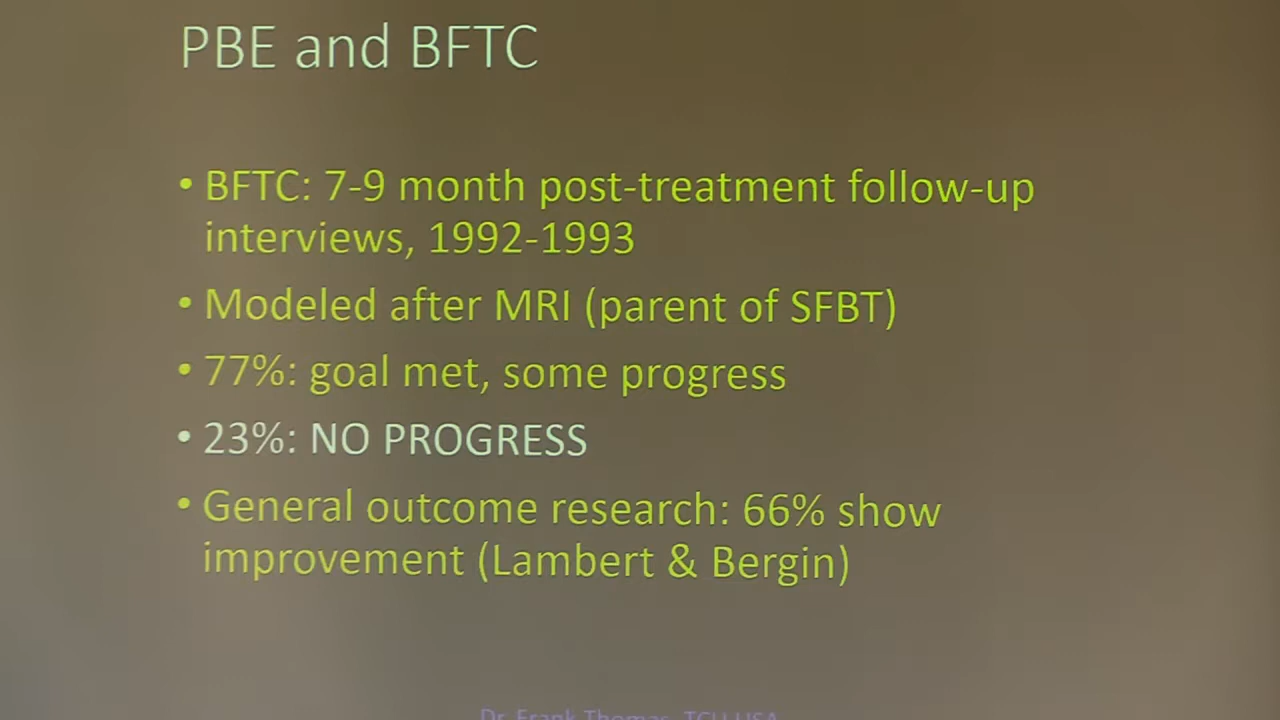 PBE and BFTC
• BFTC: 7-9 month post-treatment follow-up
interviews, 1992-1993
• Modeled after MRI (parent of SFBT)
• 77%: goal met, some progress
• 23%: NO PROGRESS
• General outcome research: 66% show
improvement (Lambert & Bergin)
Dr. Frank Thomas, TCU USA